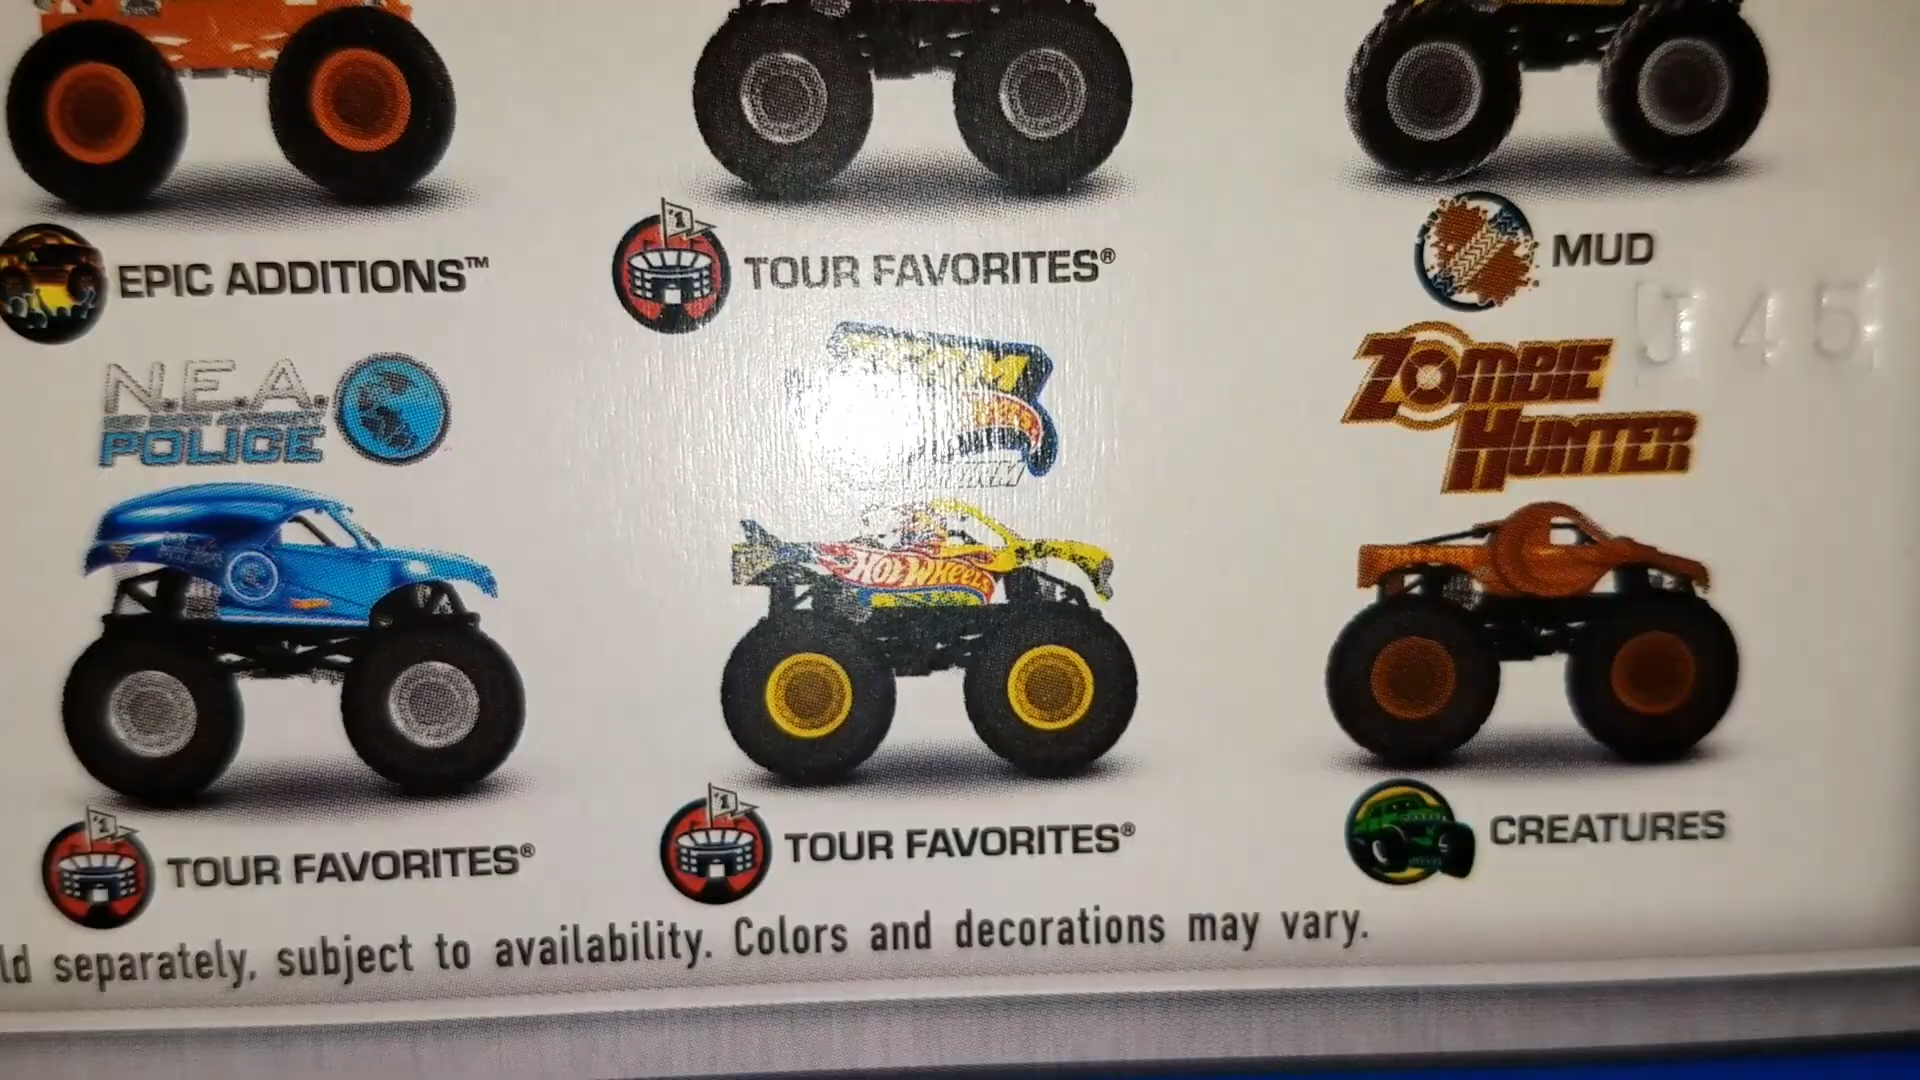 EPIC ADDITIONS™
TOUR FAVORITES®
MUD
J45
N.E.A.
POLICE
ZOMBIE
HUNTER
HOT WHEELS
TOUR FAVORITES®
TOUR FAVORITES®
CREATURES
separately, subject to availability. Colors and decorations may vary.